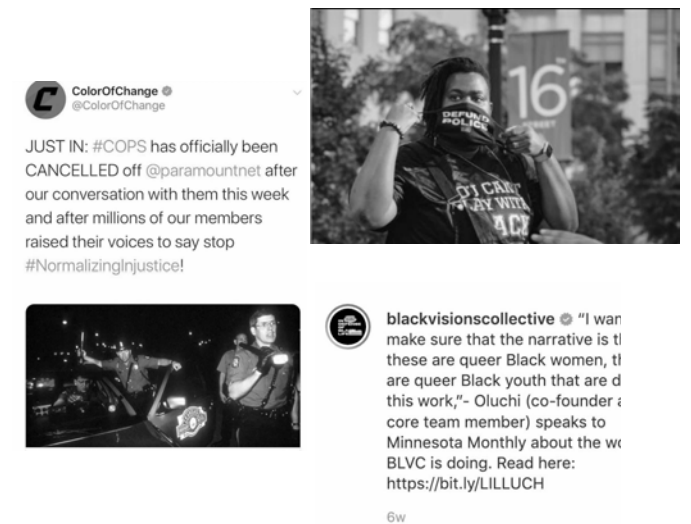 ColorOfChange
@ColorOfChange
JUST IN: #COPS has officially been
CANCELLED off @paramountnet after
our conversation with them this week
and after millions of our members
raised their voices to say stop
#NormalizingInjustice!
16
STREET
DEFUND
POLICE
blackvisionscollective "I wan
make sure that the narrative is t
these are queer Black women, t
are queer Black youth that are d
this work,"- Oluchi (co-founder
core team member) speaks to
Minnesota Monthly about the wo
BLVC is doing. Read here:
https://bit.ly/LILLUCH
6w